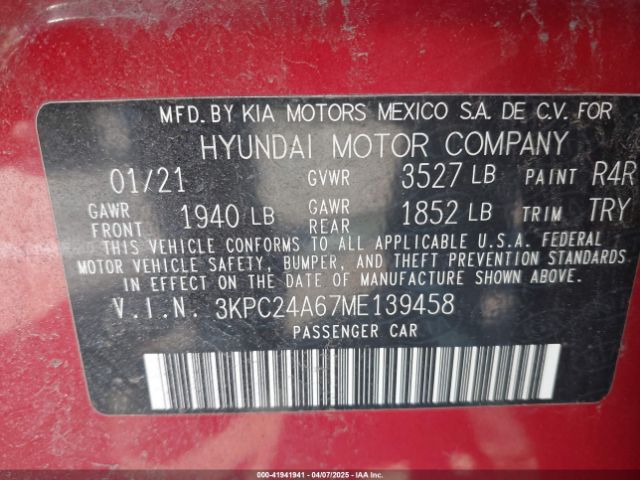 MFD. BY KIA MOTORS MEXICO S.A. DE C.V. FOR
HYUNDAI MOTOR COMPANY
01/21 GVWR 3527 LB PAINT R4R
GAWR FRONT 1940 LB GAWR REAR 1852 LB TRIM TRY
THIS VEHICLE CONFORMS TO ALL APPLICABLE U.S.A. FEDERAL
MOTOR VEHICLE SAFETY, BUMPER, AND THEFT PREVENTION STANDARDS
IN EFFECT ON THE DATE OF MANUFACTURE SHOWN ABOVE.
V.I.N. 3KPC24A67ME139458
PASSENGER CAR
000-41941941 - 04/07/2025 - IAAI.COM